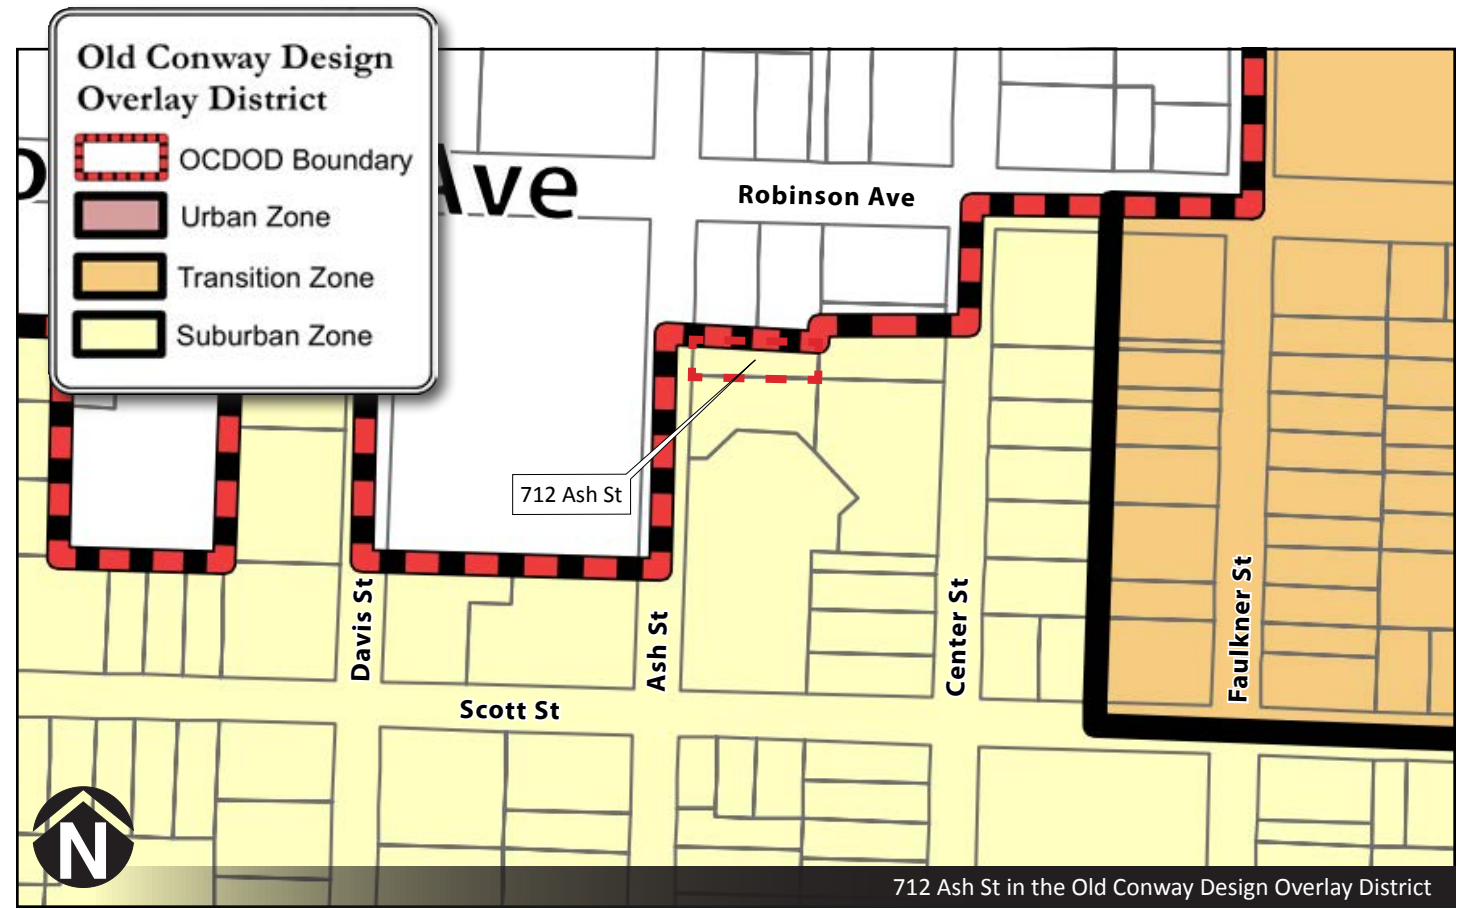 Old Conway Design
Overlay District
OCDOD Boundary
Urban Zone
Transition Zone
Suburban Zone
Ave
Robinson Ave
712 Ash St
Davis St
Ash St
Center St
Faulkner St
Scott St
N
712 Ash St in the Old Conway Design Overlay District